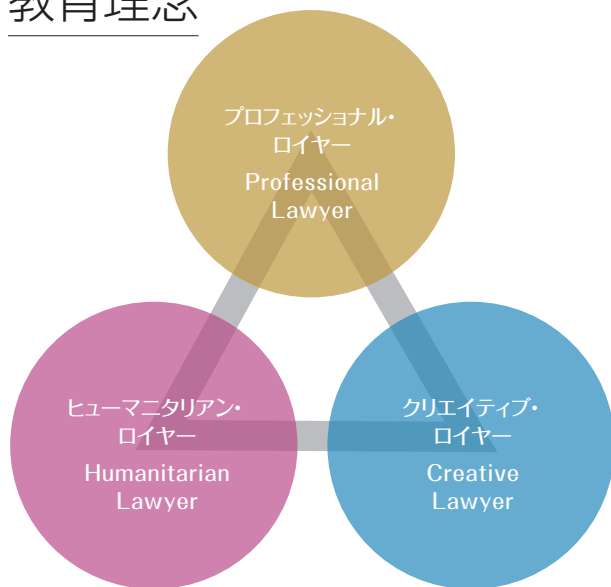 教育理念
プロフェッショナル・
ロイヤー
Professional
Lawyer
ヒューマニタリアン・
ロイヤー
Humanitarian
Lawyer
クリエイティブ・
ロイヤー
Creative
Lawyer